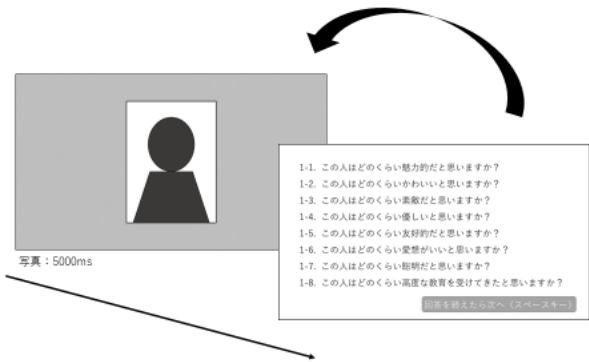 写真：5000ms
1-1. この人はどのくらい魅力的だと思いますか？
1-2. この人はどのくらいかわいいと思いますか？
1-3. この人はどのくらい素敵だと思いますか？
1-4. この人はどのくらい優しいと思いますか？
1-5. この人はどのくらい友好的だと思いますか？
1-6. この人はどのくらい愛想がいいと思いますか？
1-7. この人はどのくらい聡明だと思いますか？
1-8. この人はどのくらい高度な教育を受けてきたと思いますか？
回答を終えたら次へ（スペースキー）